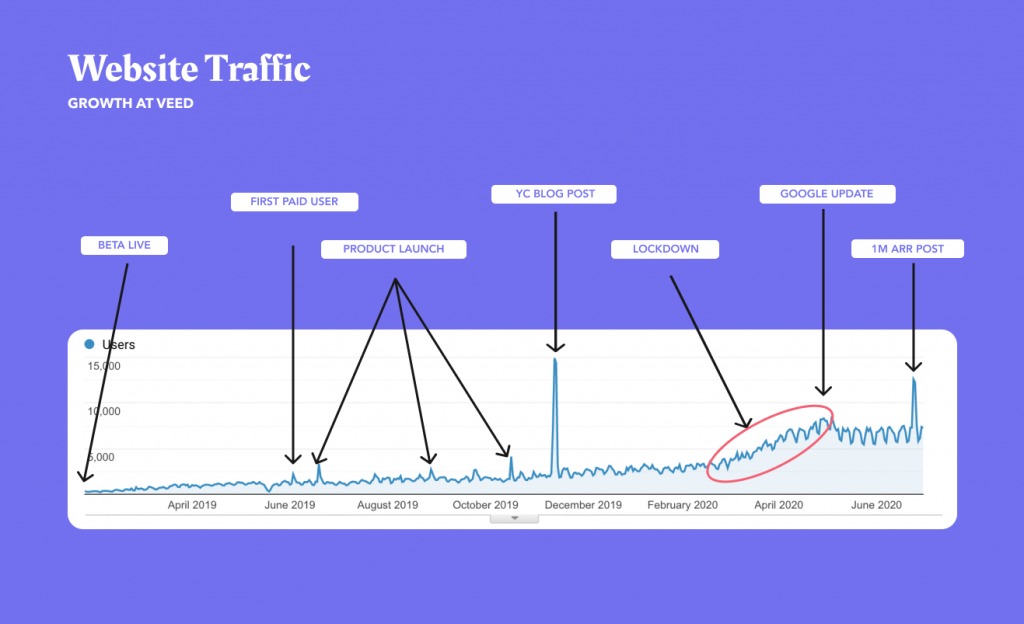 Website Traffic
GROWTH AT VEED
YC BLOG POST
GOOGLE UPDATE
FIRST PAID USER
BETA LIVE
PRODUCT LAUNCH
LOCKDOWN
1M ARR POST
Users
15,000
10,000
5,000
April 2019 June 2019 August 2019 October 2019 December 2019 February 2020 April 2020 June 2020